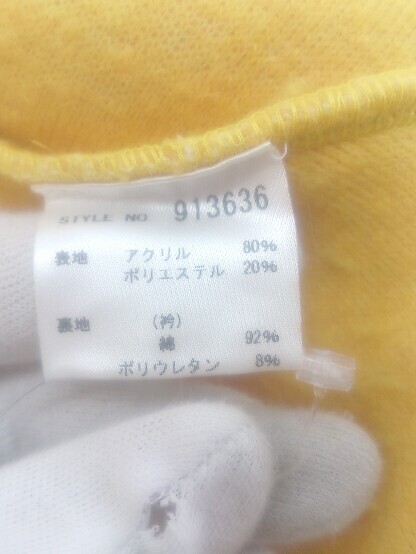 STYLE NO 913636
表地 アクリル 80%
ポリエステル 20%
裏地 (衿)
綿 92%
ポリウレタン 8%